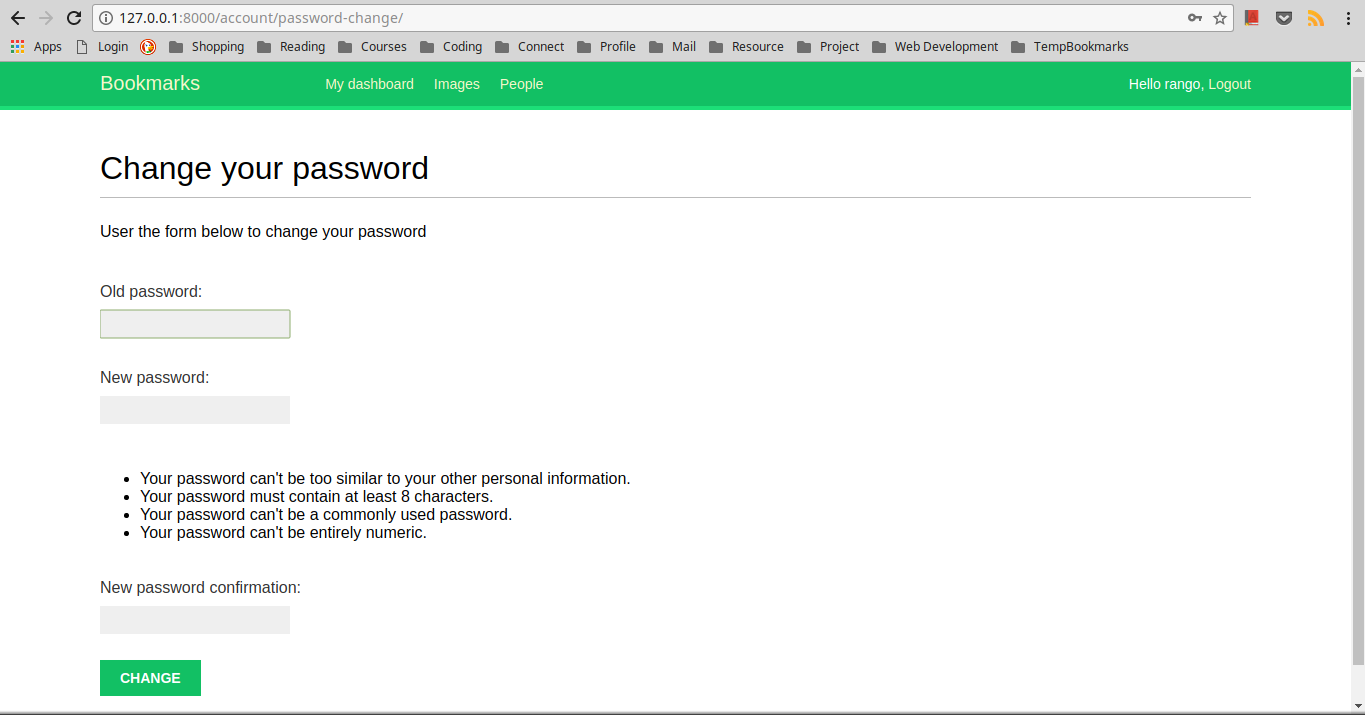 127.0.0.1:8000/account/password-change/
Apps Login Shopping Reading Courses Coding Connect Profile Mail Resource Project Web Development TempBookmarks
Bookmarks My dashboard Images People Hello rango, Logout
Change your password
User the form below to change your password
Old password:
New password:
• Your password can't be too similar to your other personal information.
• Your password must contain at least 8 characters.
• Your password can't be a commonly used password.
• Your password can't be entirely numeric.
New password confirmation:
CHANGE